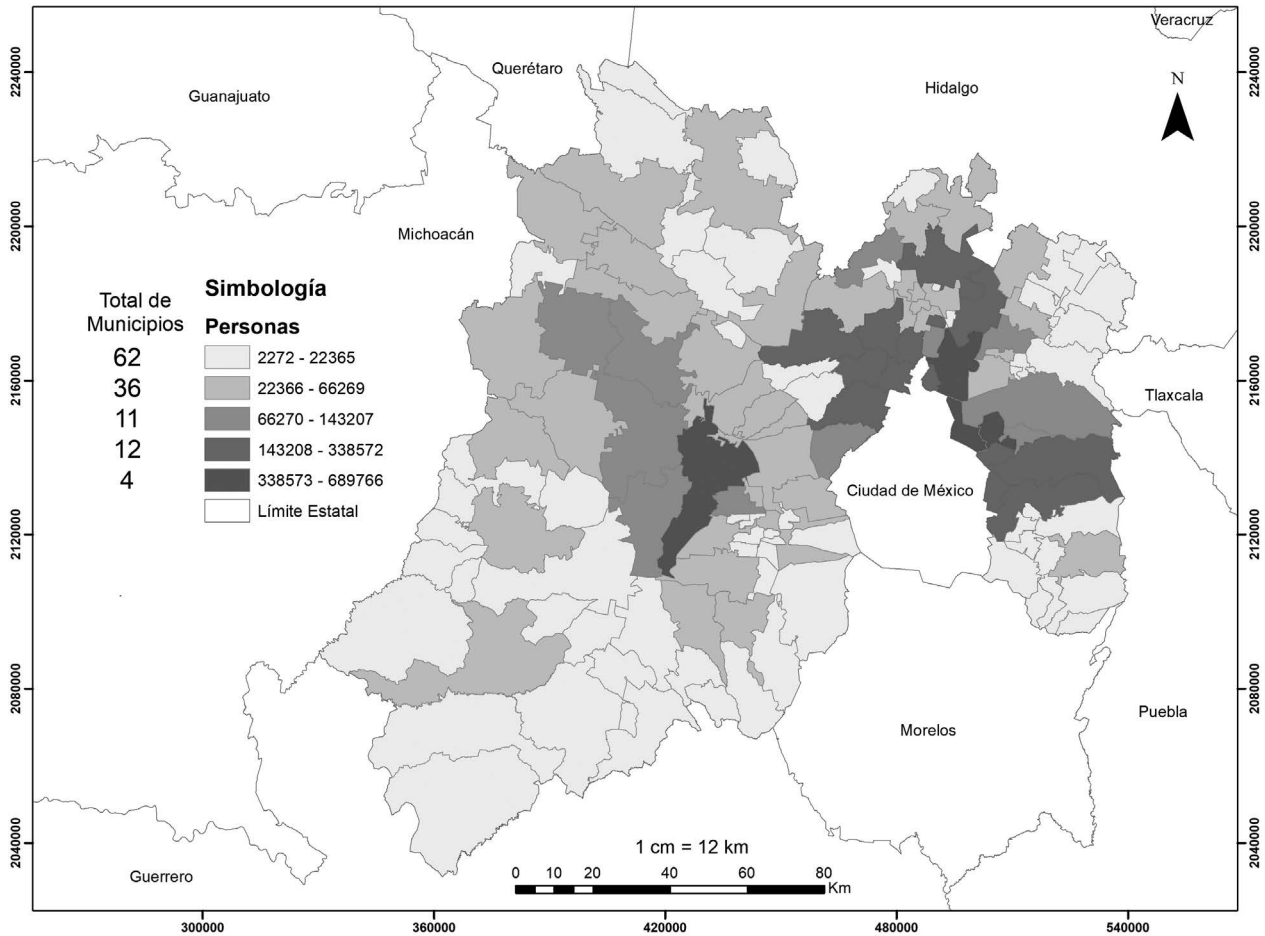 Veracruz
Querétaro
Guanajuato
Hidalgo
N
Michoacán
Tlaxcala
Ciudad de México
Morelos
Puebla
Guerrero
Total de
Municipios
62
36
11
12
4
Simbología
Personas
2272 - 22365
22366 - 66269
66270 - 143207
143208 - 338572
338573 - 689766
Límite Estatal
1 cm = 12 km
0 10 20 40 60 80
Km
2240000
2200000
2160000
2120000
2080000
2040000
2240000
2200000
2160000
2120000
2080000
2040000
300000 360000 420000 480000 540000